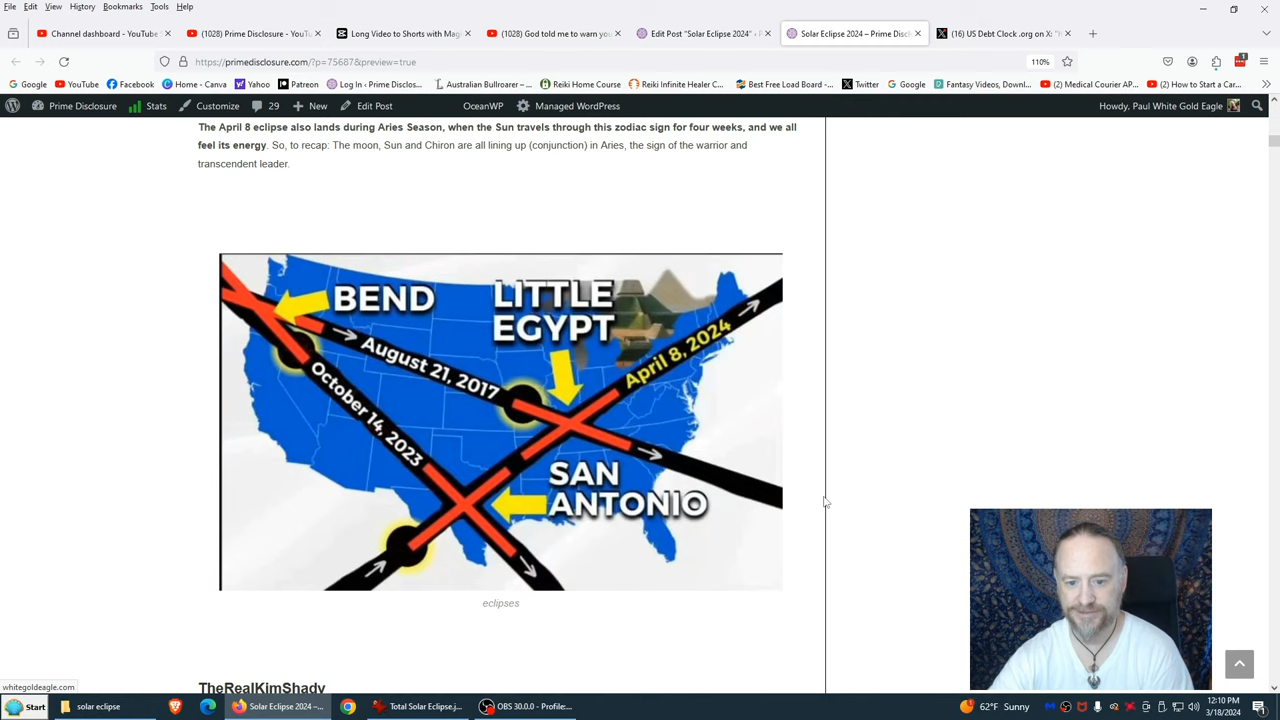 File Edit View History Bookmarks Tools Help
Channel dashboard - YouTube
(1028) Prime Disclosure - YouT
Long Video to Shorts with Mag
(1028) God told me to warn you
Edit Post "Solar Eclipse 2024"
Solar Eclipse 2024 – Prime Disc
(16) US Debt Clock .org on X:
https://primedisclosure.com/?p=75687&preview=true
110%
Google YouTube Facebook Home - Canva Yahoo Patreon Log In ‹ Prime Disclos... Australian Bullroarer ... Reiki Home Course Reiki Infinite Healer C... Best Free Load Board -... Twitter Google Fantasy Videos, Down... (2) Medical Courier AP... (2) How to Start a Car...
Prime Disclosure Stats Customize 29 New Edit Post OceanWP Managed WordPress Howdy, Paul White Gold Eagle
The April 8 eclipse also lands during Aries Season, when the Sun travels through this zodiac sign for four weeks, and we all
feel its energy. So, to recap: The moon, Sun and Chiron are all lining up (conjunction) in Aries, the sign of the warrior and
transcendent leader.
BEND
LITTLE
EGYPT
April 8, 2024
August 21, 2017
October 14, 2023
SAN
ANTONIO
eclipses
TheRealKimShady
whitegoldeagle.com
Start solar eclipse Solar Eclipse 2024 –... Total Solar Eclipse.j... OBS 30.0.0 - Profile:... 62°F Sunny
12:10 PM
3/18/2024